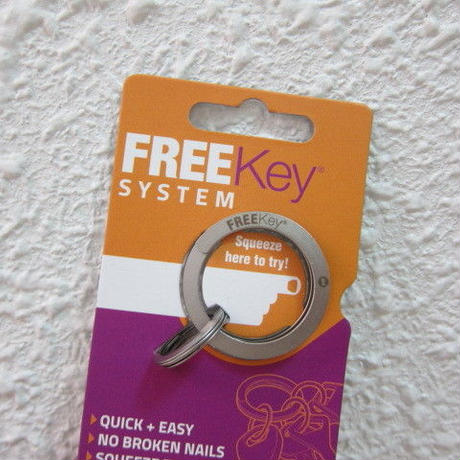 FREEKey®
SYSTEM
FREEKey®
Squeeze
here to try!
QUICK + EASY
NO BROKEN NAILS